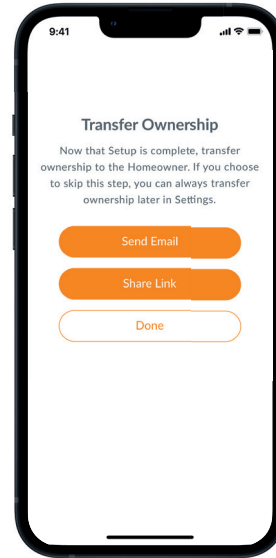 9:41
Transfer Ownership
Now that Setup is complete, transfer
ownership to the Homeowner. If you choose
to skip this step, you can always transfer
ownership later in Settings.
Send Email
Share Link
Done